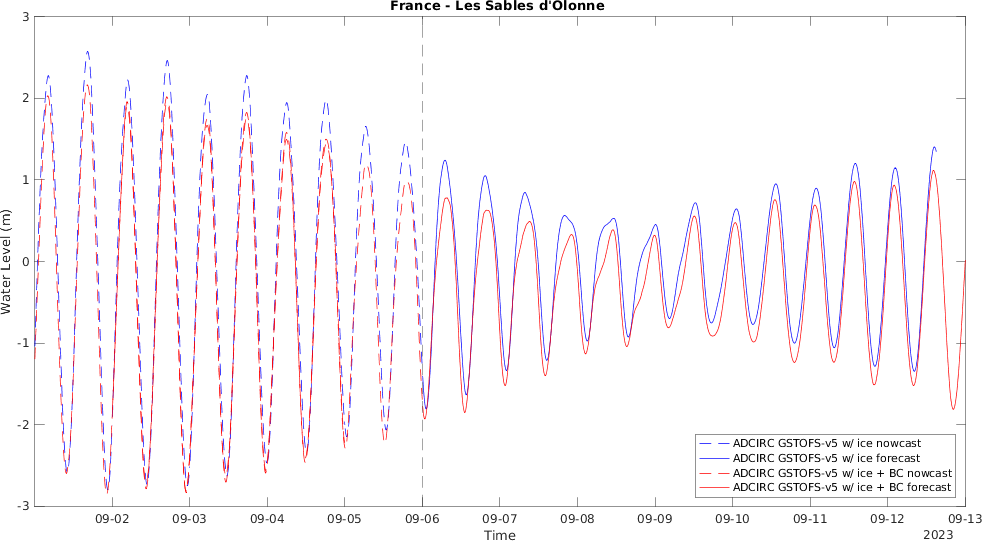 France - Les Sables d'Olonne
3
2
1
0
-1
-2
-3
Water Level (m)
ADCIRC GSTOFS-v5 w/ ice nowcast
ADCIRC GSTOFS-v5 w/ ice forecast
ADCIRC GSTOFS-v5 w/ ice + BC nowcast
ADCIRC GSTOFS-v5 w/ ice + BC forecast
09-02 09-03 09-04 09-05 09-06 09-07 09-08 09-09 09-10 09-11 09-12 09-13
Time
2023